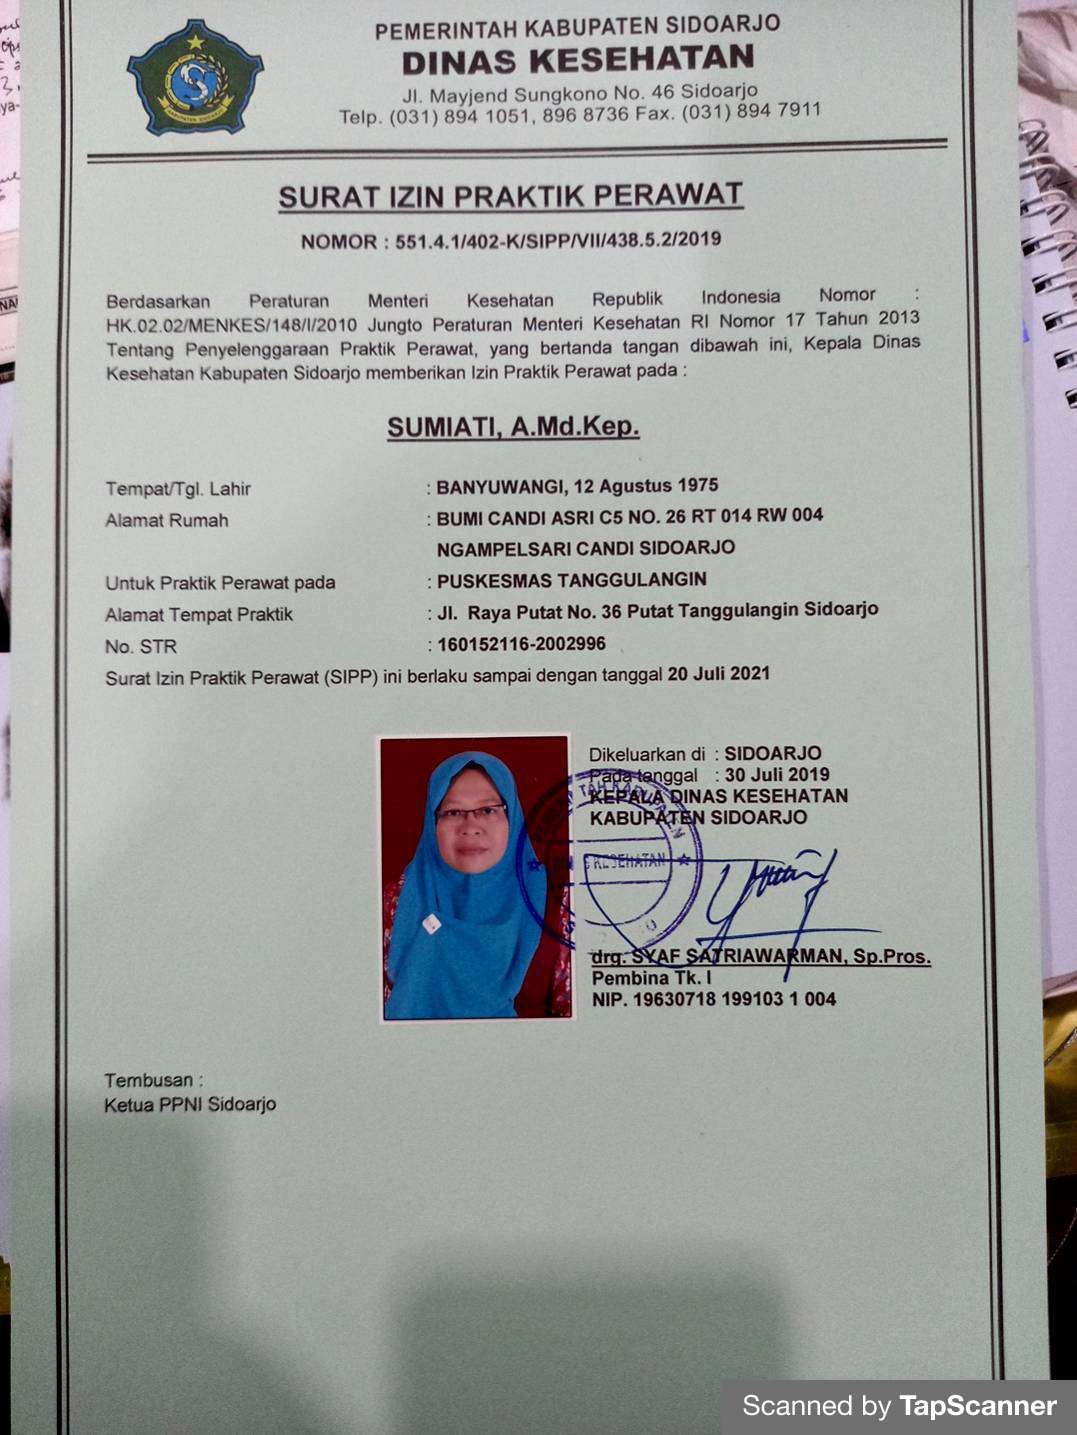 PEMERINTAH KABUPATEN SIDOARJO
DINAS KESEHATAN
Jl. Mayjend Sungkono No. 46 Sidoarjo
Telp. (031) 894 1051, 896 8736 Fax. (031) 894 7911
KABUPATEN SIDOARJO
SURAT IZIN PRAKTIK PERAWAT
NOMOR : 551.4.1/402-K/SIPP/VII/438.5.2/2019
Berdasarkan Peraturan Menteri Kesehatan Republik Indonesia Nomor :
HK.02.02/MENKES/148/I/2010 Jungto Peraturan Menteri Kesehatan RI Nomor 17 Tahun 2013
Tentang Penyelenggaraan Praktik Perawat, yang bertanda tangan dibawah ini, Kepala Dinas
Kesehatan Kabupaten Sidoarjo memberikan Izin Praktik Perawat pada :
SUMIATI, A.Md.Kep.
Tempat/Tgl. Lahir : BANYUWANGI, 12 Agustus 1975
Alamat Rumah : BUMI CANDI ASRI C5 NO. 26 RT 014 RW 004
NGAMPELSARI CANDI SIDOARJO
Untuk Praktik Perawat pada : PUSKESMAS TANGGULANGIN
Alamat Tempat Praktik : Jl. Raya Putat No. 36 Putat Tanggulangin Sidoarjo
No. STR : 160152116-2002996
Surat Izin Praktik Perawat (SIPP) ini berlaku sampai dengan tanggal 20 Juli 2021
Dikeluarkan di : SIDOARJO
Pada tanggal : 30 Juli 2019
KEPALA DINAS KESEHATAN
KABUPATEN SIDOARJO
KESEHATAN
drg. SYAF SATRIAWARMAN, Sp.Pros.
Pembina Tk. I
NIP. 19630718 199103 1 004
Tembusan :
Ketua PPNI Sidoarjo
Scanned by TapScanner